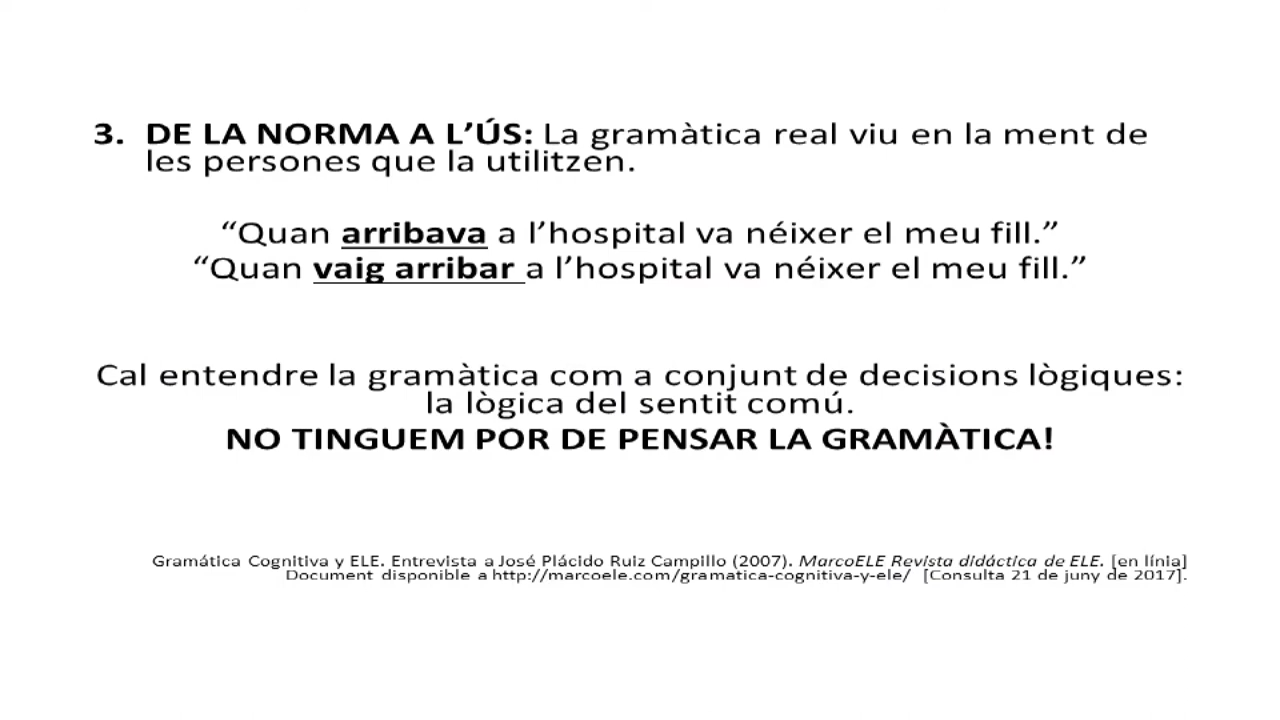 3. DE LA NORMA A L’ÚS: La gramàtica real viu en la ment de
les persones que la utilitzen.
“Quan arribava a l’hospital va néixer el meu fill.”
“Quan vaig arribar a l’hospital va néixer el meu fill.”
Cal entendre la gramàtica com a conjunt de decisions lògiques:
la lògica del sentit comú.
NO TINGUEM POR DE PENSAR LA GRAMÀTICA!
Gramática Cognitiva y ELE. Entrevista a José Plácido Ruiz Campillo (2007). MarcoELE Revista didáctica de ELE. [en línia]
Document disponible a http://marcoele.com/gramatica-cognitiva-y-ele/ [Consulta 21 de juny de 2017].